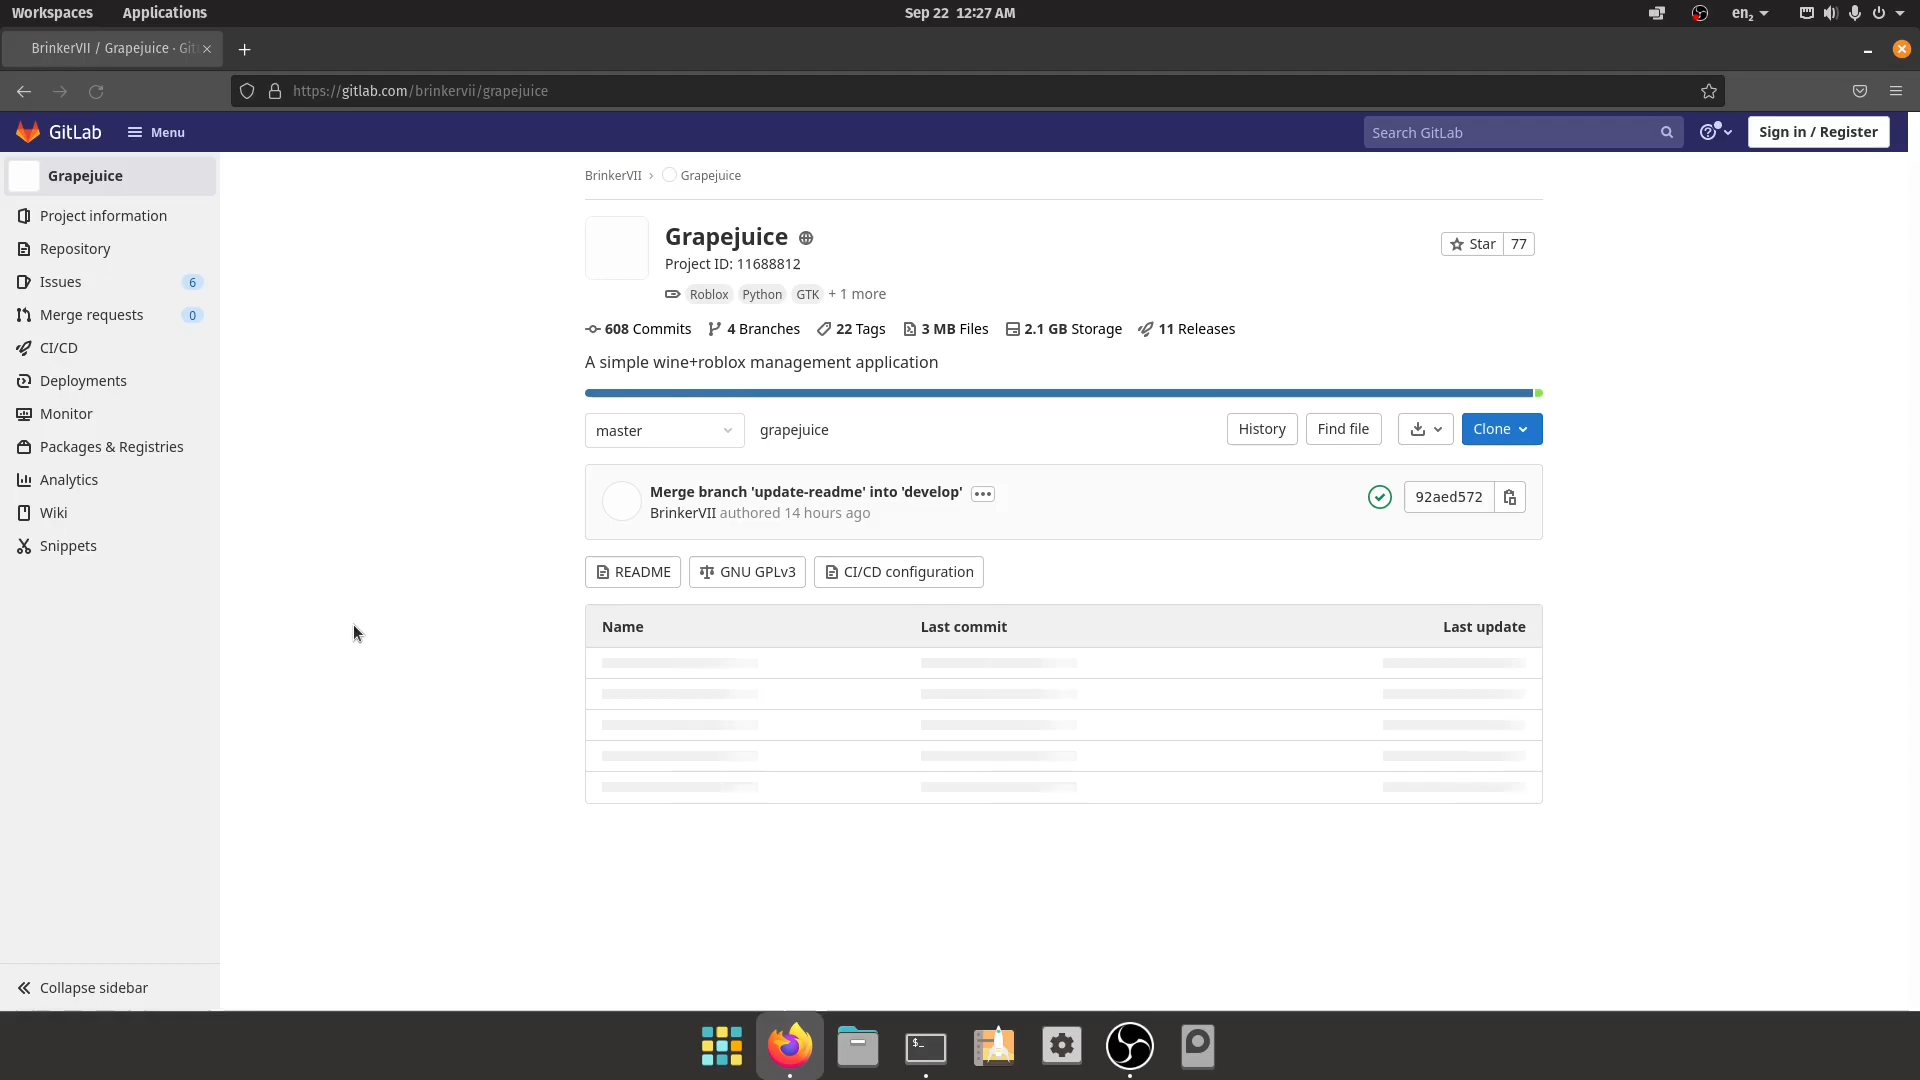 Workspaces Applications Sep 22 12:27 AM en₂
BrinkerVII / Grapejuice · Git
https://gitlab.com/brinkervii/grapejuice
GitLab Menu Search GitLab Sign in / Register
Grapejuice
Project information
Repository
Issues 6
Merge requests 0
CI/CD
Deployments
Monitor
Packages & Registries
Analytics
Wiki
Snippets
Collapse sidebar
BrinkerVII › Grapejuice
Grapejuice
Project ID: 11688812
Star 77
Roblox Python GTK + 1 more
608 Commits 4 Branches 22 Tags 3 MB Files 2.1 GB Storage 11 Releases
A simple wine+roblox management application
master grapejuice History Find file Clone
Merge branch 'update-readme' into 'develop'
BrinkerVII authored 14 hours ago
92aed572
README GNU GPLv3 CI/CD configuration
Name Last commit Last update
$_